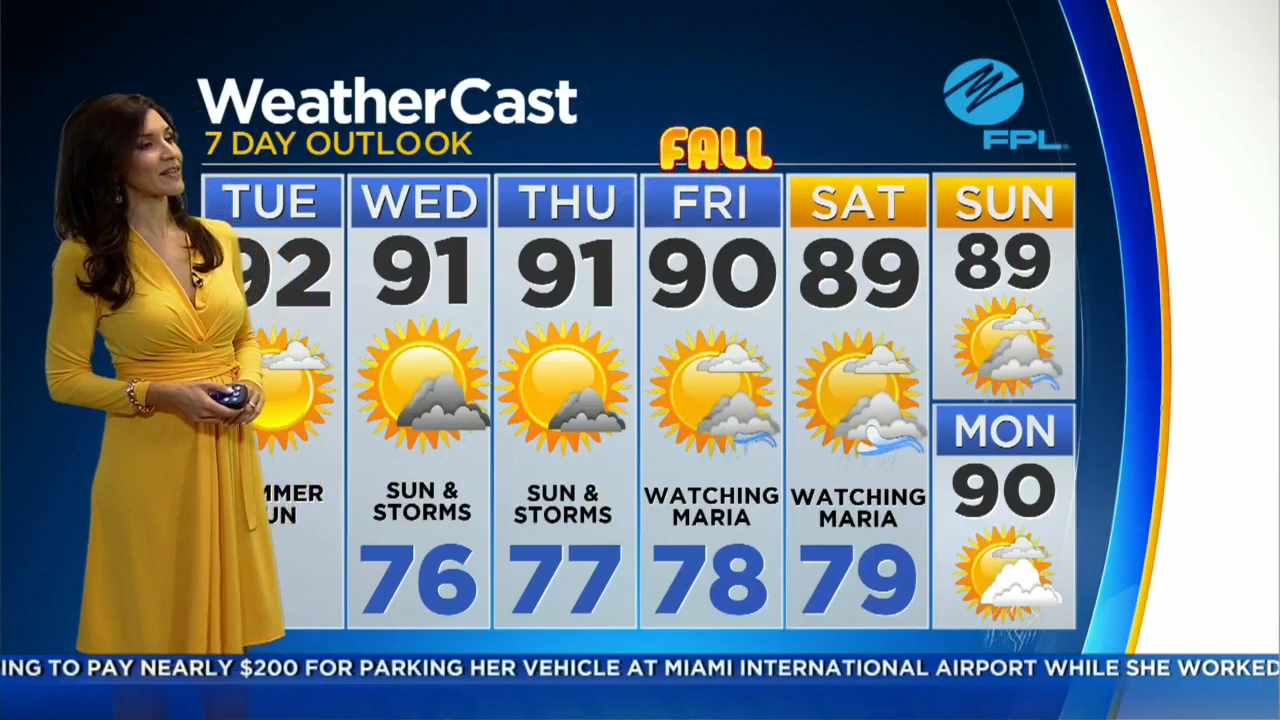 WeatherCast
7 DAY OUTLOOK
FALL
FPL
TUE WED THU FRI SAT SUN
92 91 91 90 89 89
MON
90
SUN & STORMS
SUN & STORMS
WATCHING MARIA
WATCHING MARIA
76 77 78 79
ING TO PAY NEARLY $200 FOR PARKING HER VEHICLE AT MIAMI INTERNATIONAL AIRPORT WHILE SHE WORKED